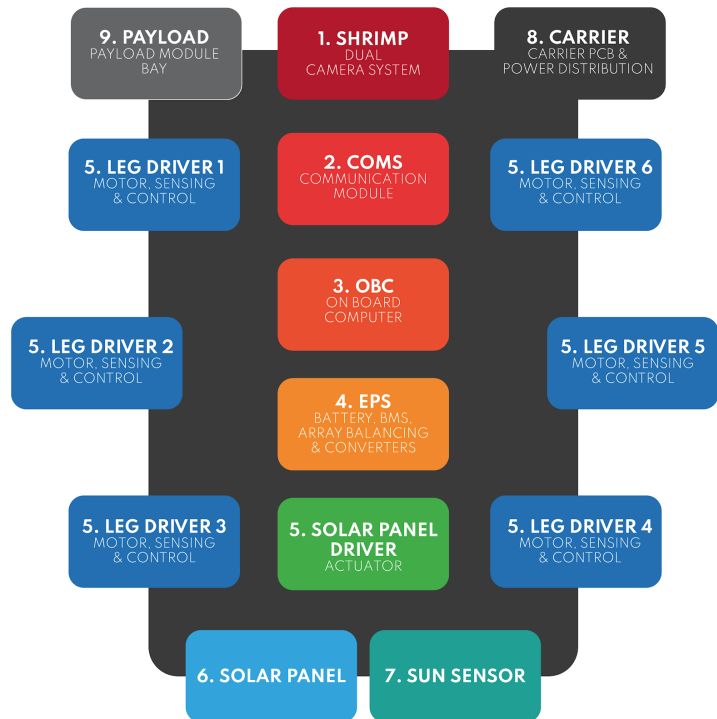 9. PAYLOAD
PAYLOAD MODULE
BAY
1. SHRIMP
DUAL
CAMERA SYSTEM
8. CARRIER
CARRIER PCB &
POWER DISTRIBUTION
5. LEG DRIVER 1
MOTOR, SENSING
& CONTROL
2. COMS
COMMUNICATION
MODULE
5. LEG DRIVER 6
MOTOR, SENSING
& CONTROL
3. OBC
ON BOARD
COMPUTER
5. LEG DRIVER 2
MOTOR, SENSING
& CONTROL
5. LEG DRIVER 5
MOTOR, SENSING
& CONTROL
4. EPS
BATTERY, BMS,
ARRAY BALANCING
& CONVERTERS
5. LEG DRIVER 3
MOTOR, SENSING
& CONTROL
5. SOLAR PANEL
DRIVER
ACTUATOR
5. LEG DRIVER 4
MOTOR, SENSING
& CONTROL
6. SOLAR PANEL
7. SUN SENSOR